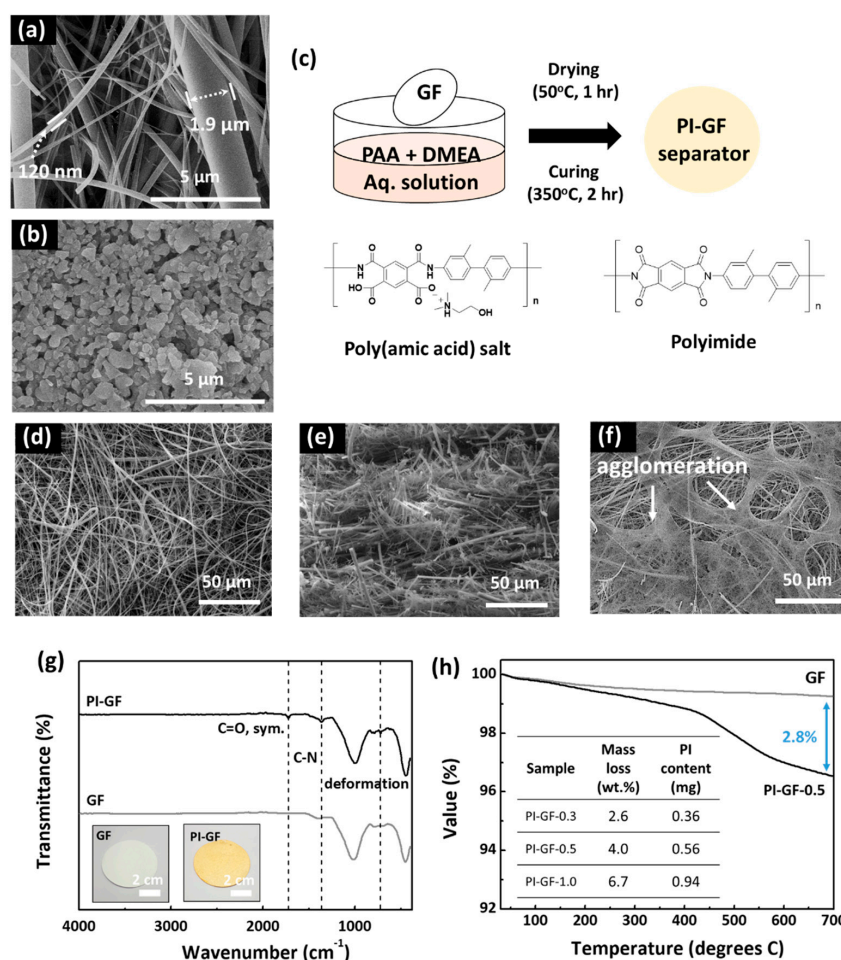 (a)
1.9 μm
120 nm
5 μm
(b)
5 μm
(c)
GF
PAA + DMEA
Aq. solution
Drying
(50°C, 1 hr)
Curing
(350°C, 2 hr)
PI-GF
separator
O
O
N
H
HN
HO
O
O
O
−
+
N
H
OH
n
Poly(amic acid) salt
O
O
N
N
O
O
n
Polyimide
(d)
50 μm
(e)
50 μm
(f)
agglomeration
50 μm
(g)
PI-GF
C=O, sym.
C-N
deformation
GF
GF
2 cm
PI-GF
2 cm
Transmittance (%)
4000 3000 2000 1000
Wavenumber (cm⁻¹)
(h)
GF
2.8%
PI-GF-0.5
Sample Mass loss (wt.%) PI content (mg)
PI-GF-0.3 2.6 0.36
PI-GF-0.5 4.0 0.56
PI-GF-1.0 6.7 0.94
Value (%)
100
98
96
94
92
100 200 300 400 500 600 700
Temperature (degrees C)